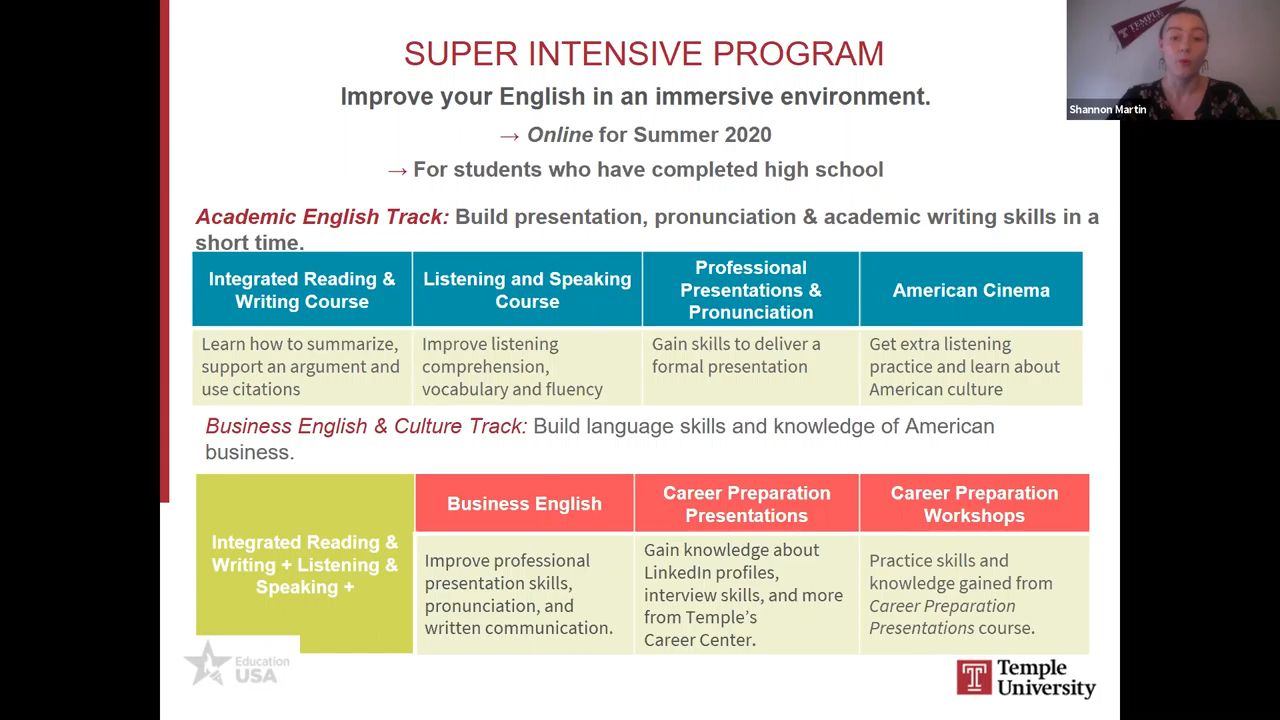 SUPER INTENSIVE PROGRAM
Improve your English in an immersive environment.
→ Online for Summer 2020
→ For students who have completed high school
TEMPLE
Shannon Martin
Academic English Track: Build presentation, pronunciation & academic writing skills in a
short time.
Integrated Reading &
Writing Course
Listening and Speaking
Course
Professional
Presentations &
Pronunciation
American Cinema
Learn how to summarize,
support an argument and
use citations
Improve listening
comprehension,
vocabulary and fluency
Gain skills to deliver a
formal presentation
Get extra listening
practice and learn about
American culture
Business English & Culture Track: Build language skills and knowledge of American
business.
Integrated Reading &
Writing + Listening &
Speaking +
Business English
Career Preparation
Presentations
Career Preparation
Workshops
Improve professional
presentation skills,
pronunciation, and
written communication.
Gain knowledge about
LinkedIn profiles,
interview skills, and more
from Temple's
Career Center.
Practice skills and
knowledge gained from
Career Preparation
Presentations course.
Education
USA
Temple
University